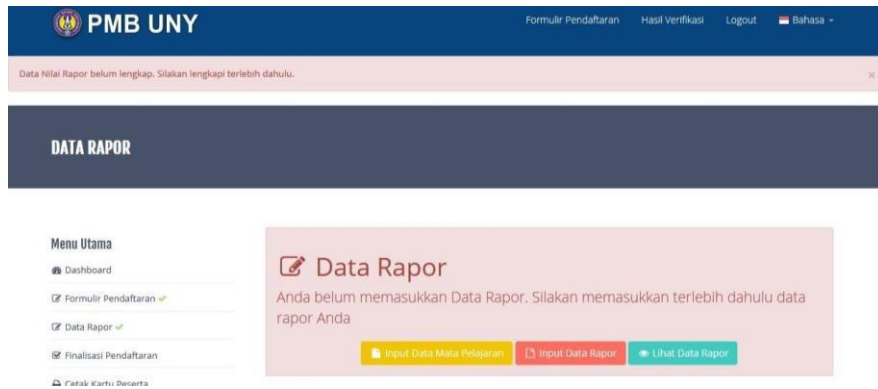 PMB UNY
Formulir Pendaftaran Hasil Verifikasi Logout Bahasa
Data Nilai Rapor belum lengkap. Silakan lengkapi terlebih dahulu.
×
DATA RAPOR
Menu Utama
Dashboard
Formulir Pendaftaran
Data Rapor
Finalisasi Pendaftaran
Cetak Kartu Peserta
Data Rapor
Anda belum memasukkan Data Rapor. Silakan memasukkan terlebih dahulu data
rapor Anda
Input Data Mata Pelajaran Input Data Rapor Lihat Data Rapor